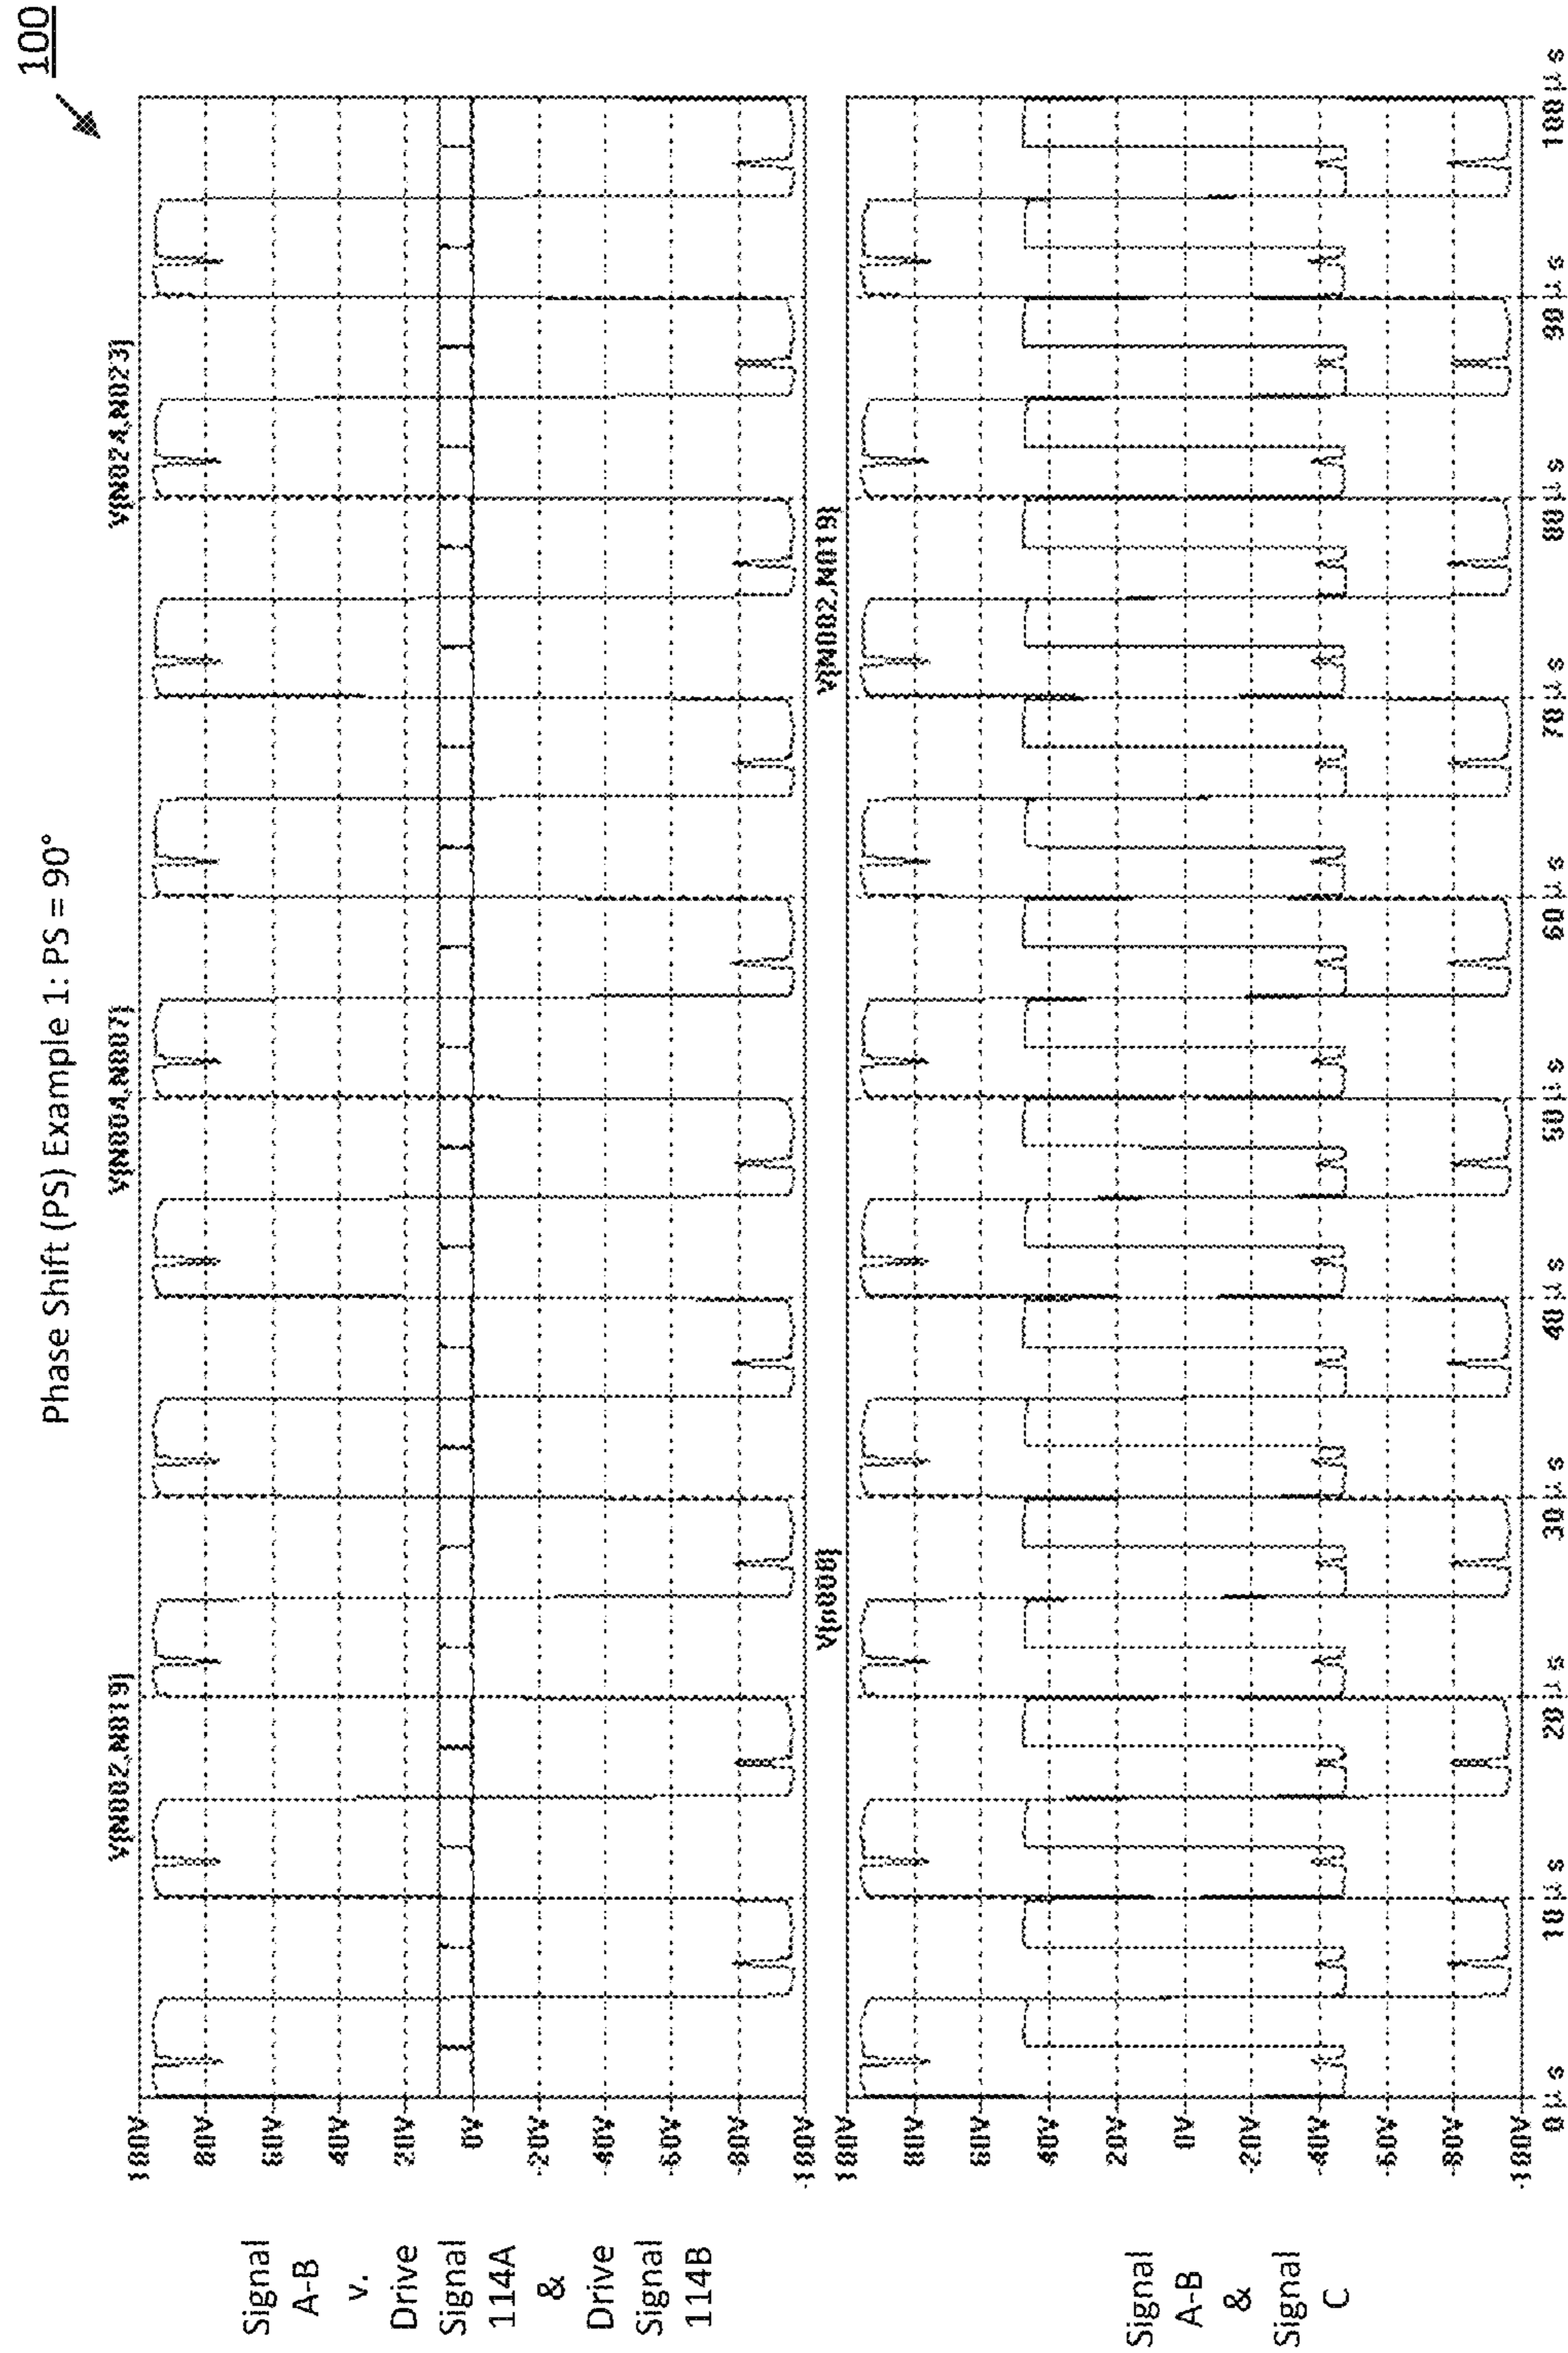 100
Phase Shift (PS) Example 1: PS = 90°
V(N002,N019) V(N004,N007) V(N024,N023)
100V
80V
60V
40V
20V
0V
-20V
-40V
-60V
-80V
-100V
Signal
A-B
v.
Drive
Signal
114A
&
Drive
Signal
114B
V(n008) V(N002,N019)
100V
80V
60V
40V
20V
0V
-20V
-40V
-60V
-80V
-100V
Signal
A-B
&
Signal
C
0µs 10µs 20µs 30µs 40µs 50µs 60µs 70µs 80µs 90µs 100µs